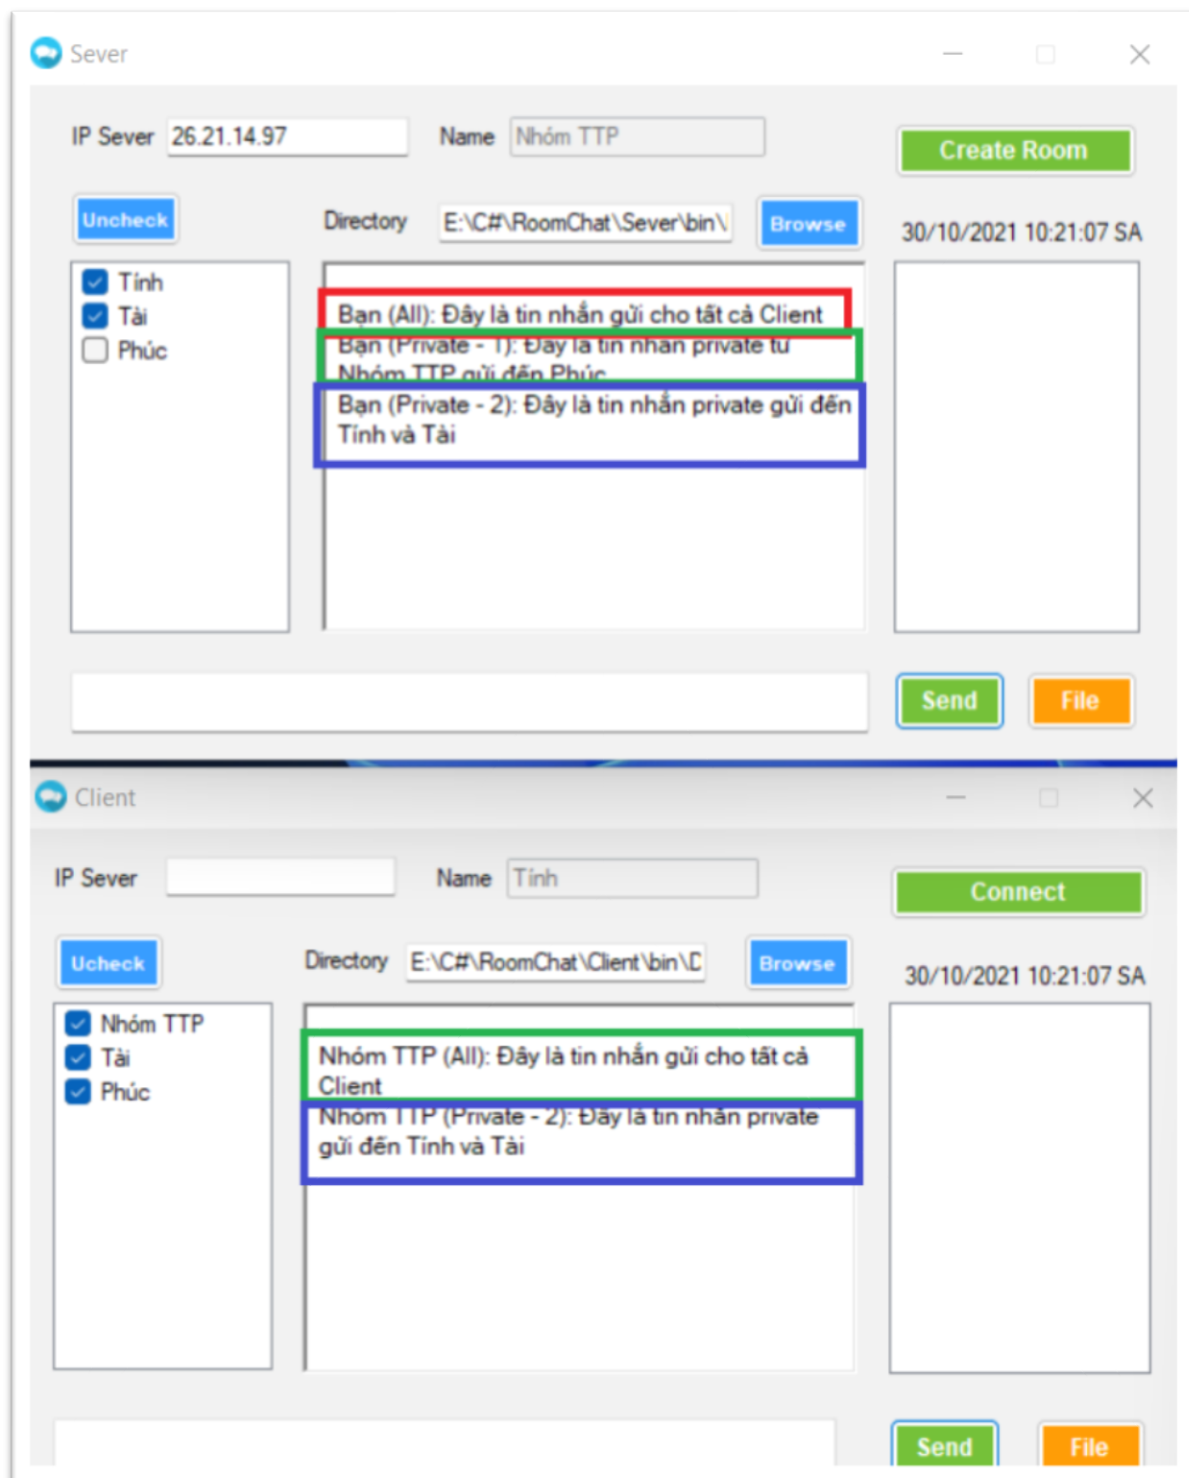 Sever
IP Sever 26.21.14.97 Name Nhóm TTP Create Room
Uncheck Directory E:\C#\RoomChat\Sever\bin\ Browse 30/10/2021 10:21:07 SA
Tính
Tài
Phúc
Bạn (All): Đây là tin nhắn gửi cho tất cả Client
Bạn (Private - 1): Đây là tin nhắn private từ
Nhóm TTP gửi đến Phúc
Bạn (Private - 2): Đây là tin nhắn private gửi đến
Tính và Tài
Send File
Client
IP Sever Name Tính Connect
Ucheck Directory E:\C#\RoomChat\Client\bin\D Browse 30/10/2021 10:21:07 SA
Nhóm TTP
Tài
Phúc
Nhóm TTP (All): Đây là tin nhắn gửi cho tất cả
Client
Nhóm TTP (Private - 2): Đây là tin nhắn private
gửi đến Tính và Tài
Send File